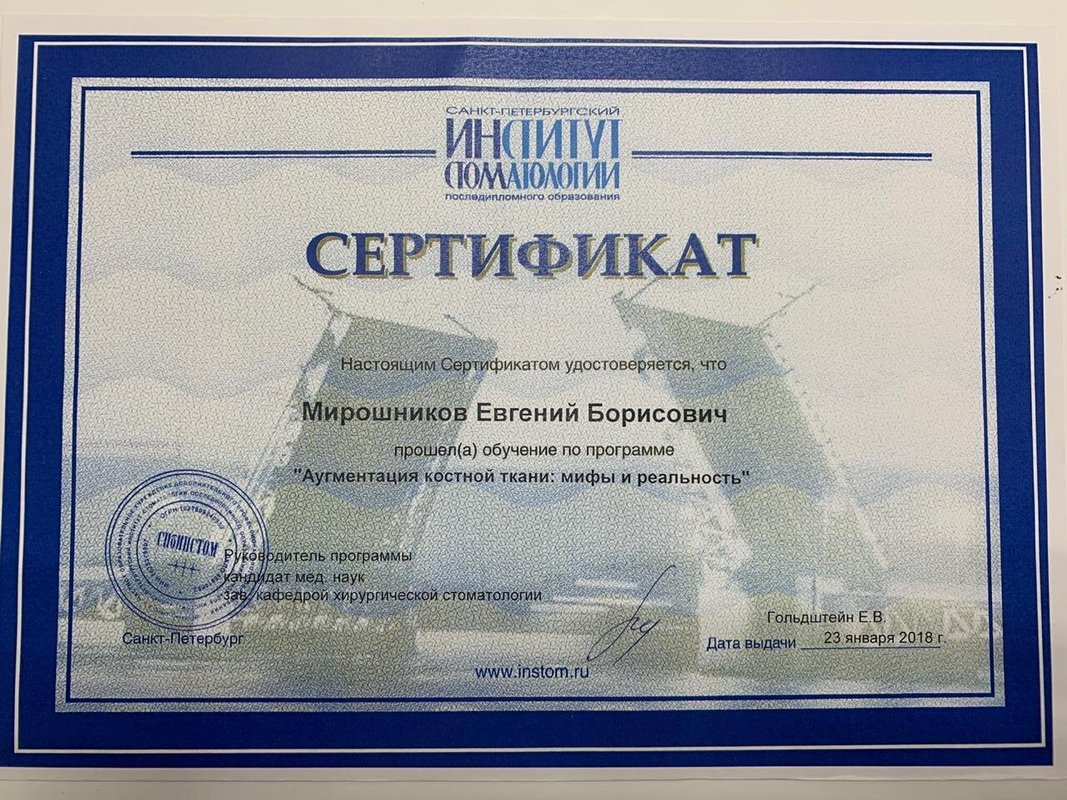 САНКТ-ПЕТЕРБУРГСКИЙ
ИНСТИТУТ
СТОМАТОЛОГИИ
последипломного образования
СЕРТИФИКАТ
Настоящим Сертификатом удостоверяется, что
Мирошников Евгений Борисович
прошел(а) обучение по программе
"Аугментация костной ткани: мифы и реальность"
СПбИНСТОМ
Руководитель программы
кандидат мед. наук
зав. кафедрой хирургической стоматологии
Гольдштейн Е.В.
Санкт-Петербург
Дата выдачи 23 января 2018 г.
www.instom.ru